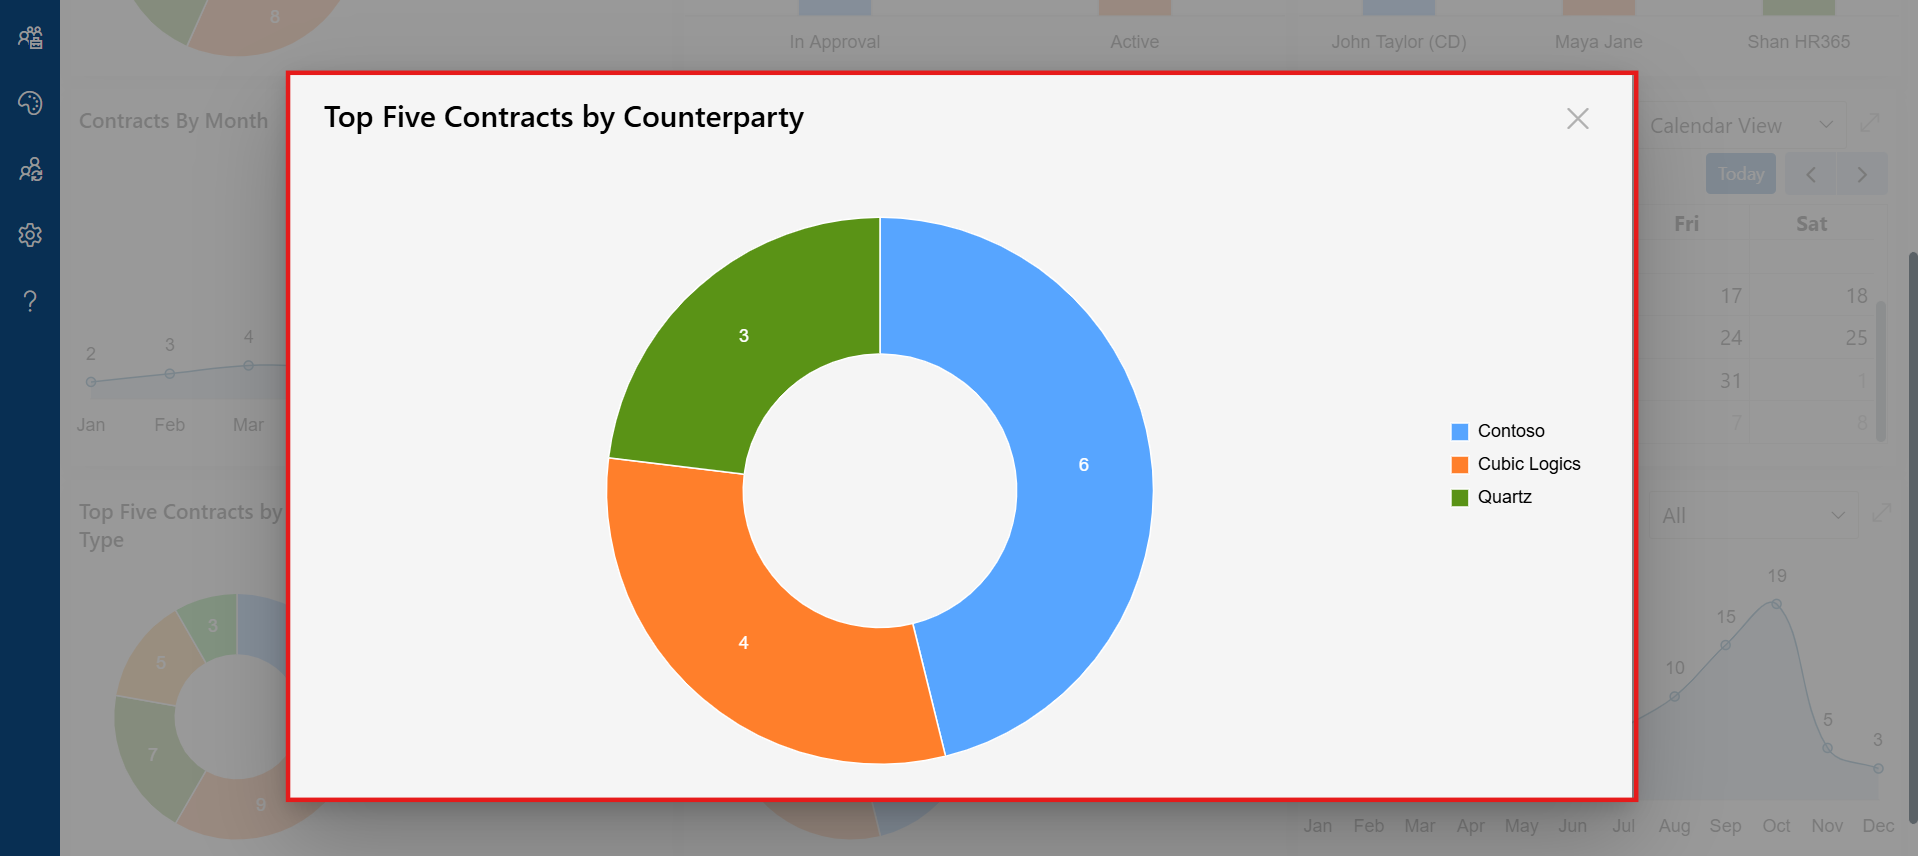 8
In Approval
Active
John Taylor (CD)
Maya Jane
Shan HR365
Top Five Contracts by Counterparty
Contracts By Month
Calendar View
Today
Fri
Sat
17
18
24
25
31
1
7
8
2
3
4
Jan
Feb
Mar
3
6
4
Contoso
Cubic Logics
Quartz
Top Five Contracts by
Type
All
3
5
7
9
10
15
19
5
3
Jan
Feb
Mar
Apr
May
Jun
Jul
Aug
Sep
Oct
Nov
Dec